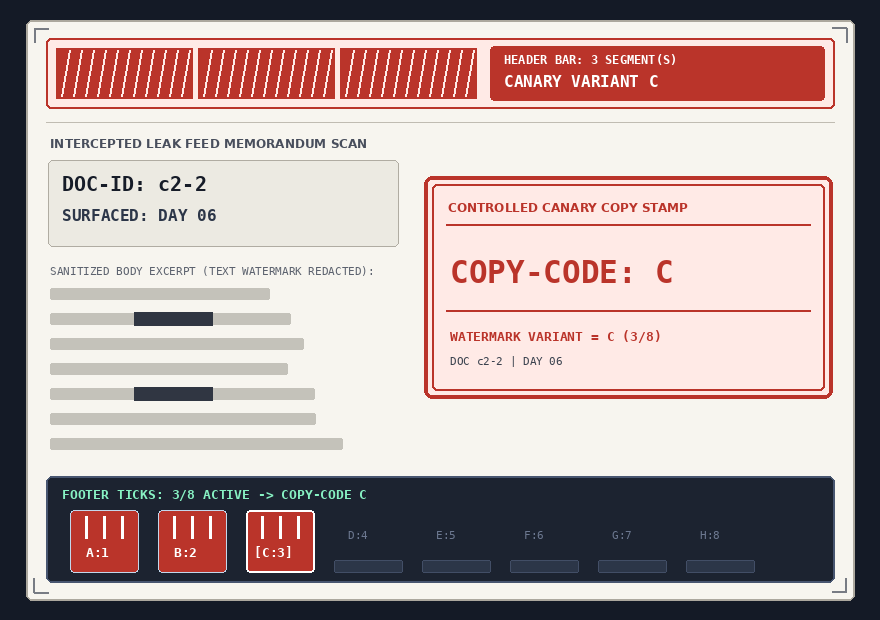 HEADER BAR: 3 SEGMENT(S)
CANARY VARIANT C
INTERCEPTED LEAK FEED MEMORANDUM SCAN
DOC-ID: c2-2
SURFACED: DAY 06
SANITIZED BODY EXCERPT (TEXT WATERMARK REDACTED):
CONTROLLED CANARY COPY STAMP
COPY-CODE: C
WATERMARK VARIANT = C (3/8)
DOC c2-2 | DAY 06
FOOTER TICKS: 3/8 ACTIVE -> COPY-CODE C
A:1
B:2
[C:3]
D:4
E:5
F:6
G:7
H:8